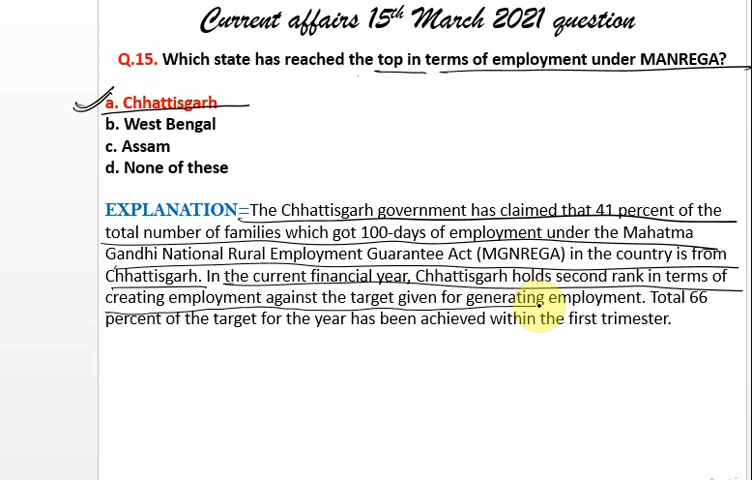 Current affairs 15th March 2021 question
Q.15. Which state has reached the top in terms of employment under MANREGA?
a. Chhattisgarh
b. West Bengal
c. Assam
d. None of these
EXPLANATION=The Chhattisgarh government has claimed that 41 percent of the
total number of families which got 100-days of employment under the Mahatma
Gandhi National Rural Employment Guarantee Act (MGNREGA) in the country is from
Chhattisgarh. In the current financial year, Chhattisgarh holds second rank in terms of
creating employment against the target given for generating employment. Total 66
percent of the target for the year has been achieved within the first trimester.